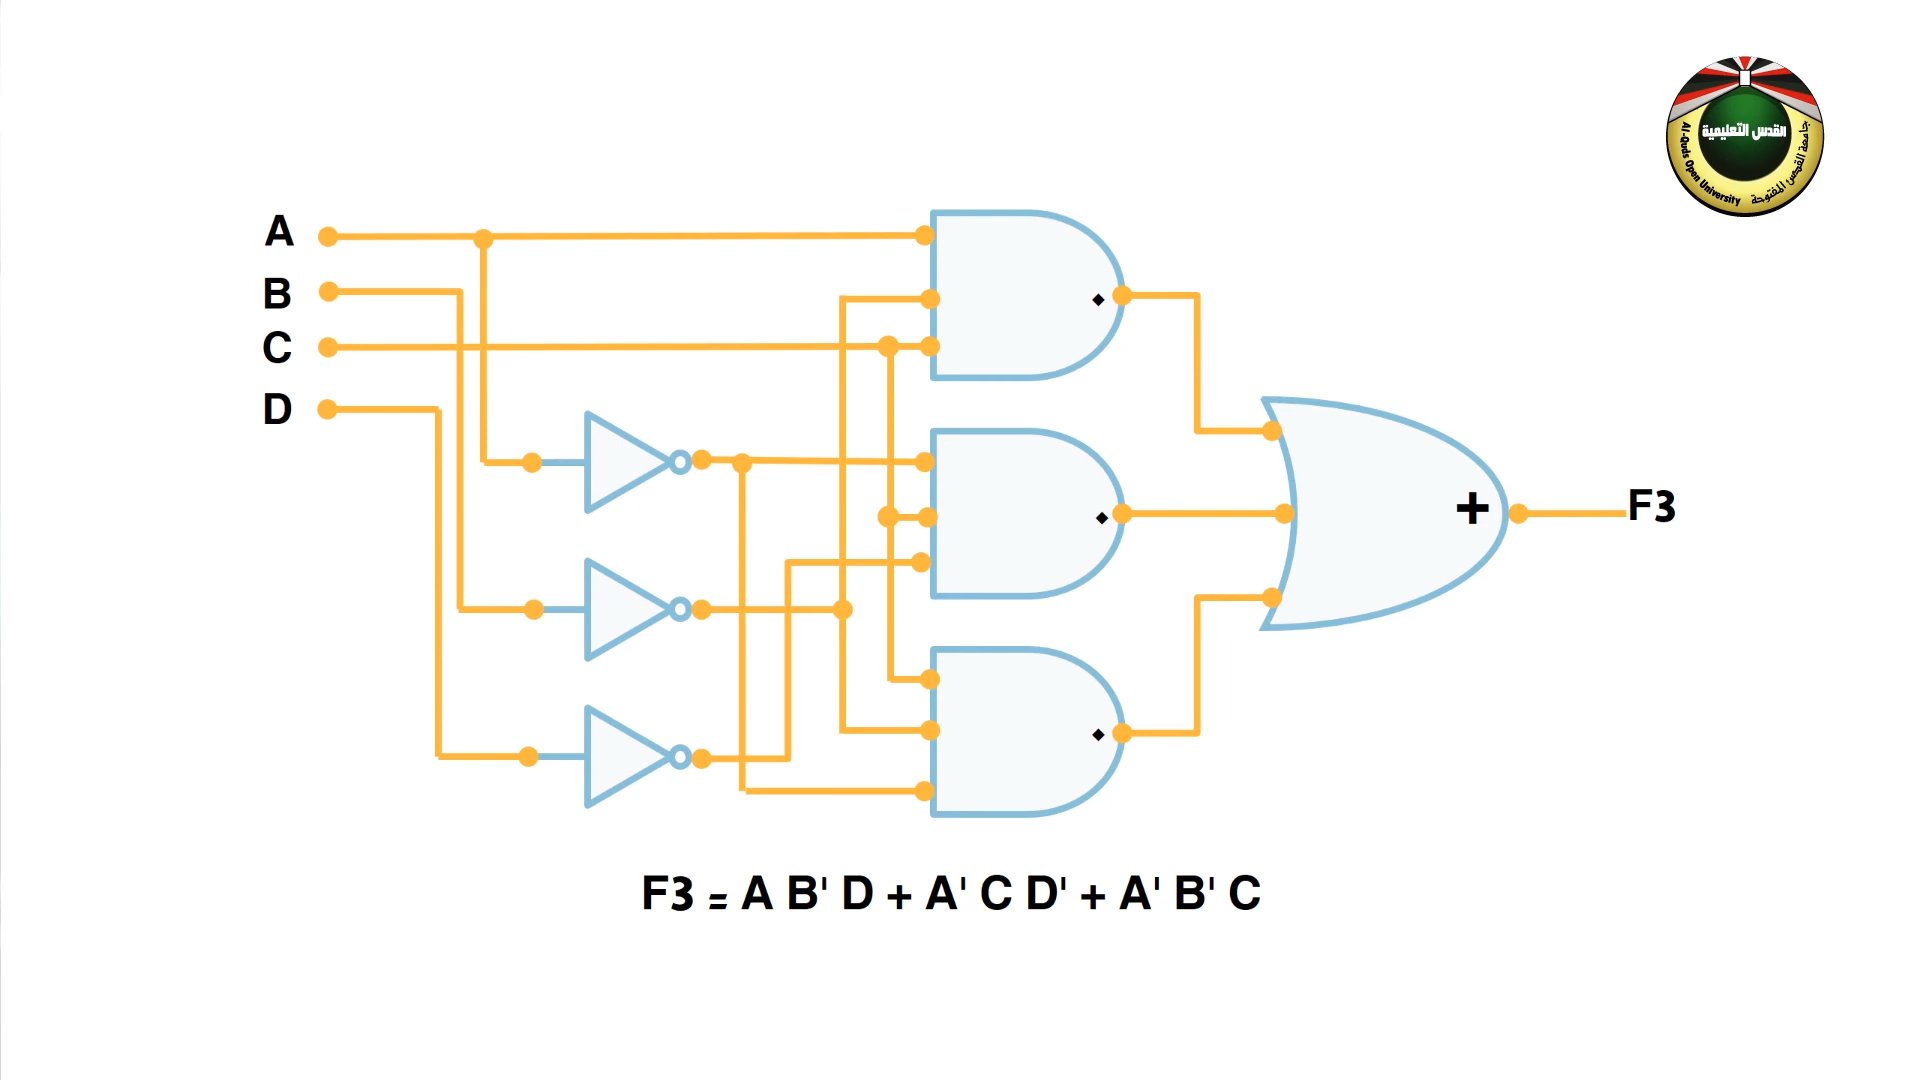 القدس التعليمية
Al-Quds Open University جامعة القدس المفتوحة
A
B
C
D
+
F3
F3 = A B' D + A' C D' + A' B' C